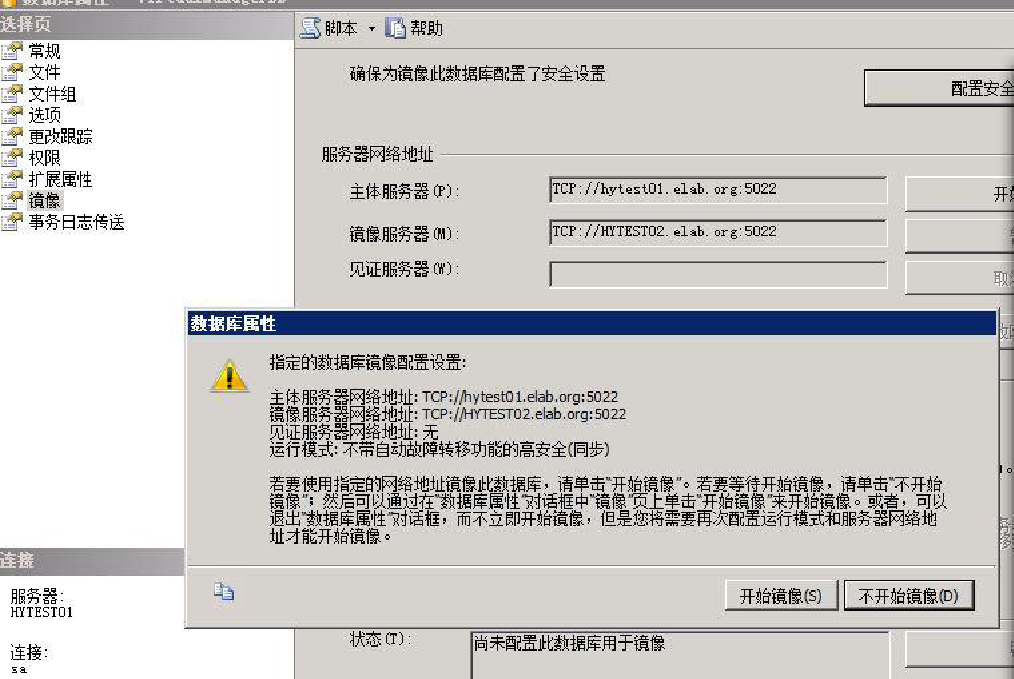 选择页
脚本 帮助
常规
文件
文件组
选项
更改跟踪
权限
扩展属性
镜像
事务日志传送
确保为镜像此数据库配置了安全设置
配置安全
服务器网络地址
主体服务器(P):
TCP://hytest01.elab.org:5022
开始
镜像服务器(M):
TCP://HYTEST02.elab.org:5022
见证服务器(W):
数据库属性
指定的数据库镜像配置设置:
主体服务器网络地址: TCP://hytest01.elab.org:5022
镜像服务器网络地址: TCP://HYTEST02.elab.org:5022
见证服务器网络地址: 无
运行模式: 不带自动故障转移功能的高安全(同步)
若要使用指定的网络地址镜像此数据库，请单击“开始镜像”。若要等待开始镜像，请单击“不开始
镜像”；然后可以通过在“数据库属性”对话框中“镜像”页上单击“开始镜像”来开始镜像。或者，可以
退出“数据库属性”对话框，而不立即开始镜像，但是您将需要再次配置运行模式和服务器网络地
址才能开始镜像。
开始镜像(S)
不开始镜像(D)
连接
服务器:
HYTEST01
连接:
sa
状态(T):
尚未配置此数据库用于镜像